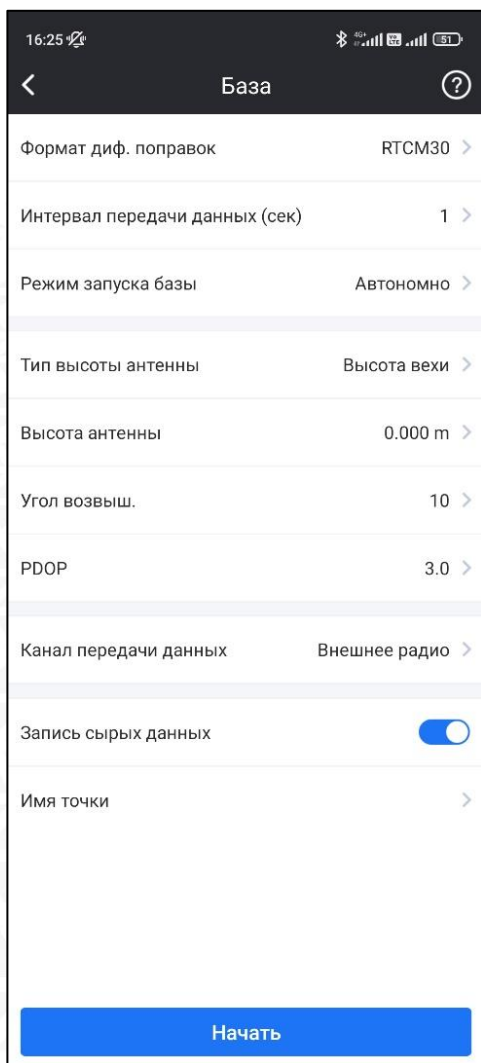 16:25
4G+
51
База
?
Формат диф. поправок RTCM30
Интервал передачи данных (сек) 1
Режим запуска базы Автономно
Тип высоты антенны Высота вехи
Высота антенны 0.000 m
Угол возвыш. 10
PDOP 3.0
Канал передачи данных Внешнее радио
Запись сырых данных
Имя точки
Начать